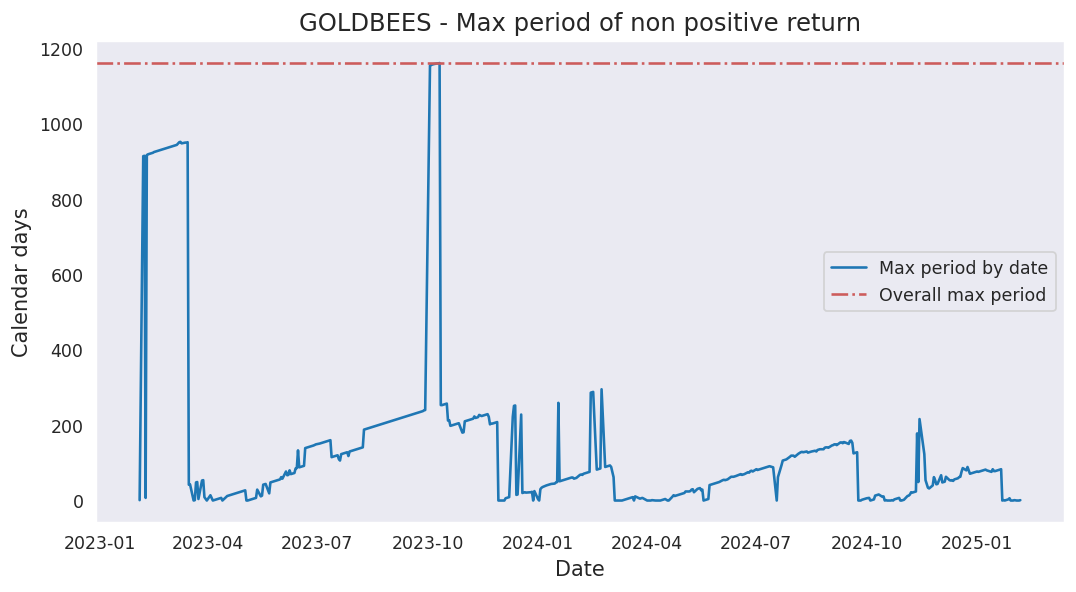 GOLDBEES - Max period of non positive return
1200
1000
800
600
400
200
0
Calendar days
Max period by date
Overall max period
2023-01 2023-04 2023-07 2023-10 2024-01 2024-04 2024-07 2024-10 2025-01
Date